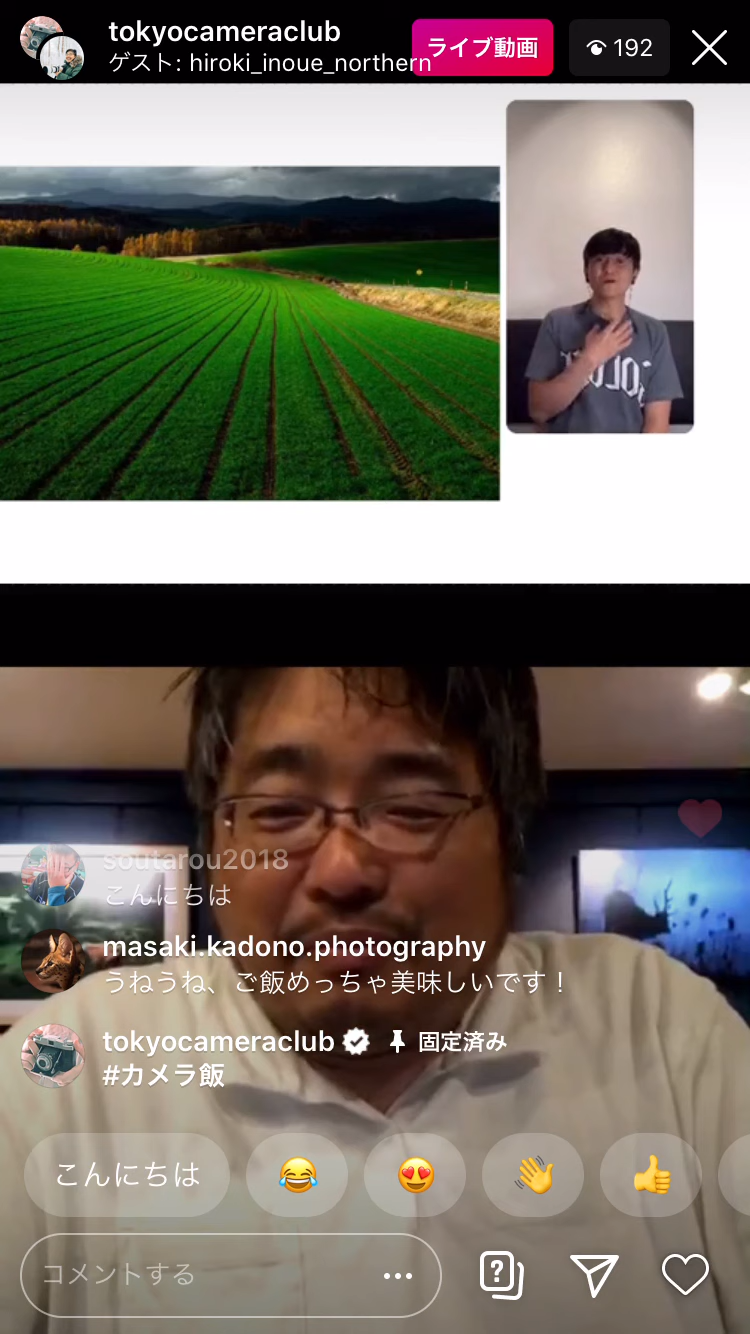 tokyocameraclub
ゲスト: hiroki_inoue_northern
ライブ動画
192
soutarou2018
こんにちは
masaki.kadono.photography
うねうね、ご飯めっちゃ美味しいです！
tokyocameraclub 固定済み
#カメラ飯
こんにちは
コメントする